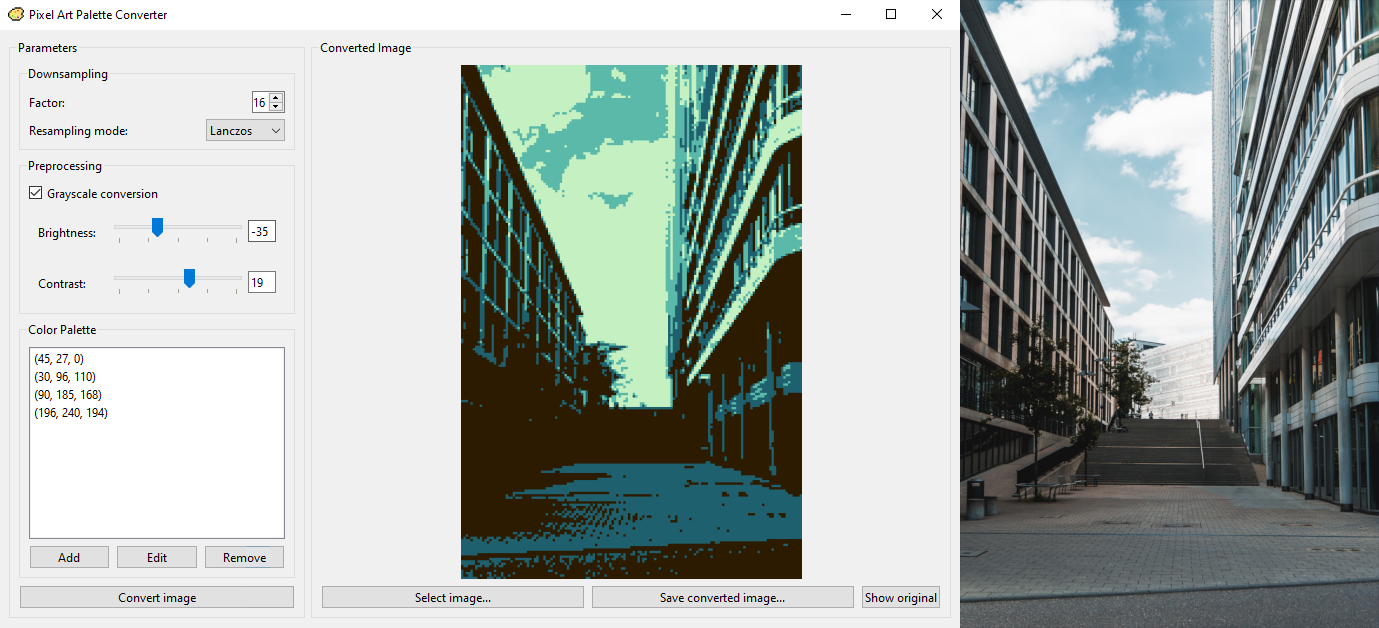 Pixel Art Palette Converter
Parameters
Downsampling
Factor:
16
Resampling mode:
Lanczos
Preprocessing
Grayscale conversion
Brightness:
-35
Contrast:
19
Color Palette
(45, 27, 0)
(30, 96, 110)
(90, 185, 168)
(196, 240, 194)
Add
Edit
Remove
Convert image
Converted Image
Select image...
Save converted image...
Show original